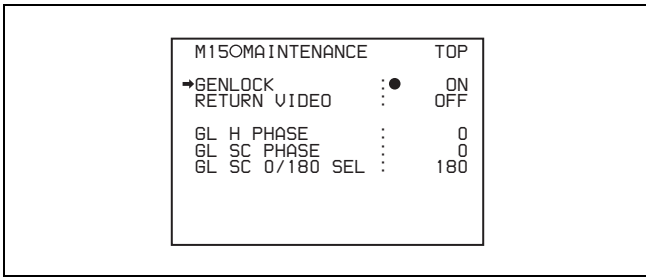 M15○MAINTENANCE TOP
➡GENLOCK :● ON
RETURN VIDEO : OFF
GL H PHASE : 0
GL SC PHASE : 0
GL SC 0/180 SEL : 180